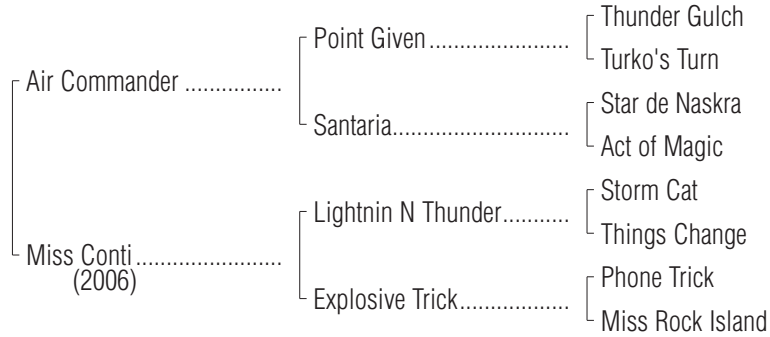 Thunder Gulch
Point Given
Turko's Turn
Air Commander
Star de Naskra
Santaria
Act of Magic
Storm Cat
Lightnin N Thunder
Things Change
Miss Conti
(2006)
Phone Trick
Explosive Trick
Miss Rock Island